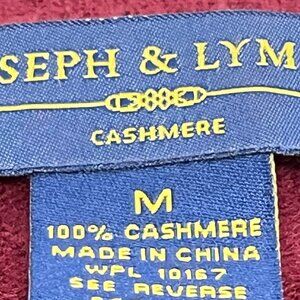 SEPH & LYM
CASHMERE
M
100% CASHMERE
MADE IN CHINA
WPL 10167
SEE REVERSE